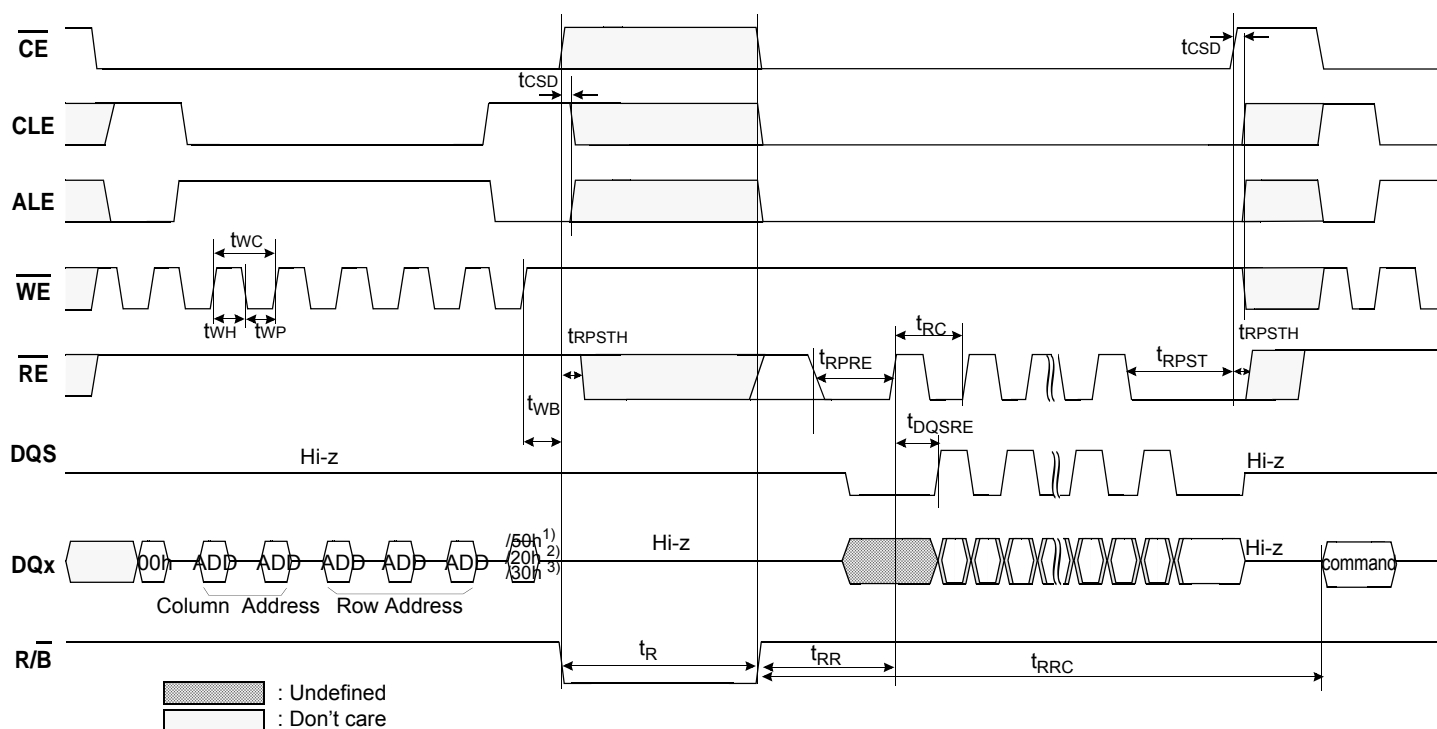 CE
tCSD
tCSD
CLE
ALE
tWC
WE
tWH
tWP
tRPSTH
tRC
tRPSTH
tRPRE
tRPST
RE
tWB
tDQSRE
DQS
Hi-z
Hi-z
DQx
00h
ADD
ADD
ADD
ADD
ADD
/50h 1)
/20h 2)
/30h 3)
Hi-z
Hi-z
command
Column Address
Row Address
R/B
tR
tRR
tRRC
: Undefined
: Don't care